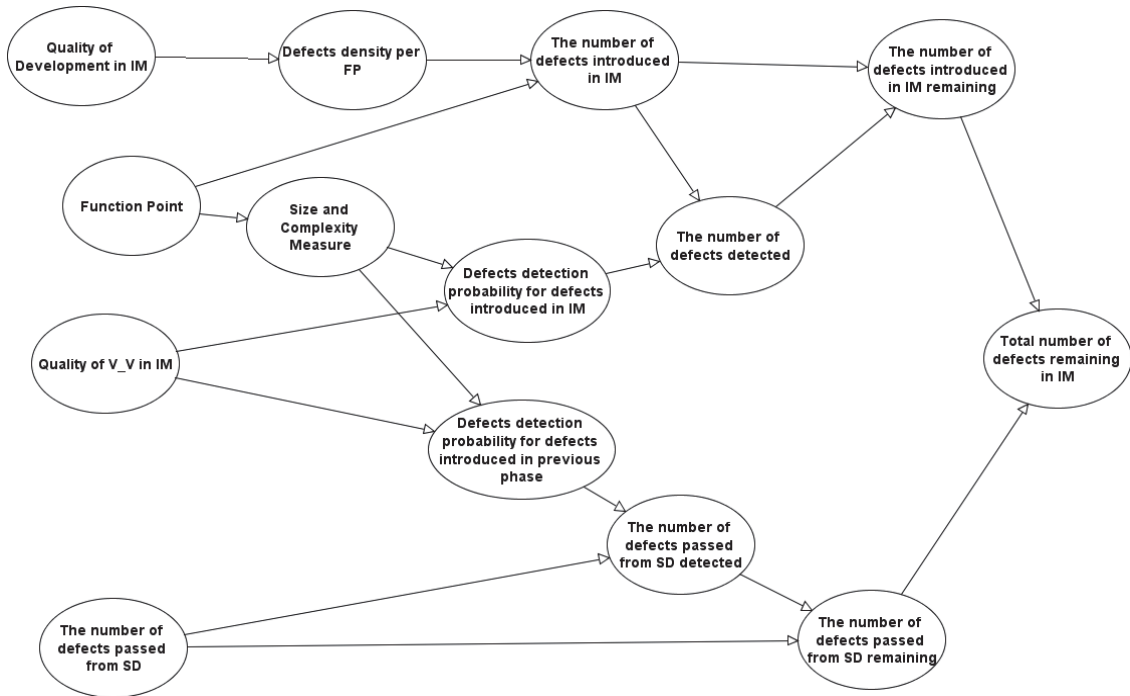 Quality of
Development in IM
Defects density per
FP
The number of
defects introduced
in IM
The number of
defects introduced
in IM remaining
Function Point
Size and
Complexity
Measure
The number of
defects detected
Defects detection
probability for defects
introduced in IM
Quality of V_V in IM
Total number of
defects remaining
in IM
Defects detection
probability for defects
introduced in previous
phase
The number of
defects passed
from SD detected
The number of
defects passed
from SD
The number of
defects passed
from SD remaining